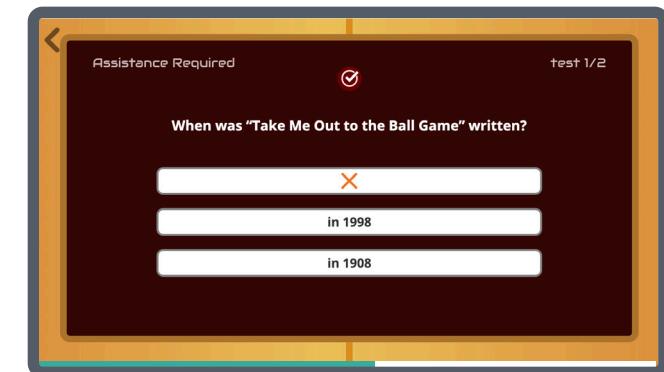 Assistance Required
test 1/2
When was “Take Me Out to the Ball Game” written?
in 1998
in 1908